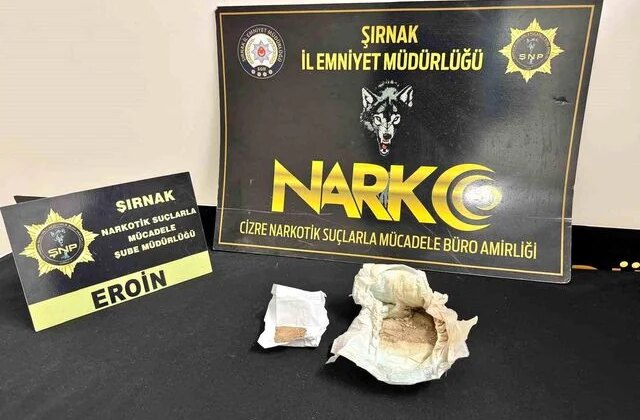 ŞIRNAK
İL EMNİYET MÜDÜRLÜĞÜ
SNP
NARKO
CİZRE NARKOTİK SUÇLARLA MÜCADELE BÜRO AMİRLİĞİ
ŞIRNAK
NARKOTİK SUÇLARLA
MÜCADELE
ŞUBE MÜDÜRLÜĞÜ
ŞNP
EROİN